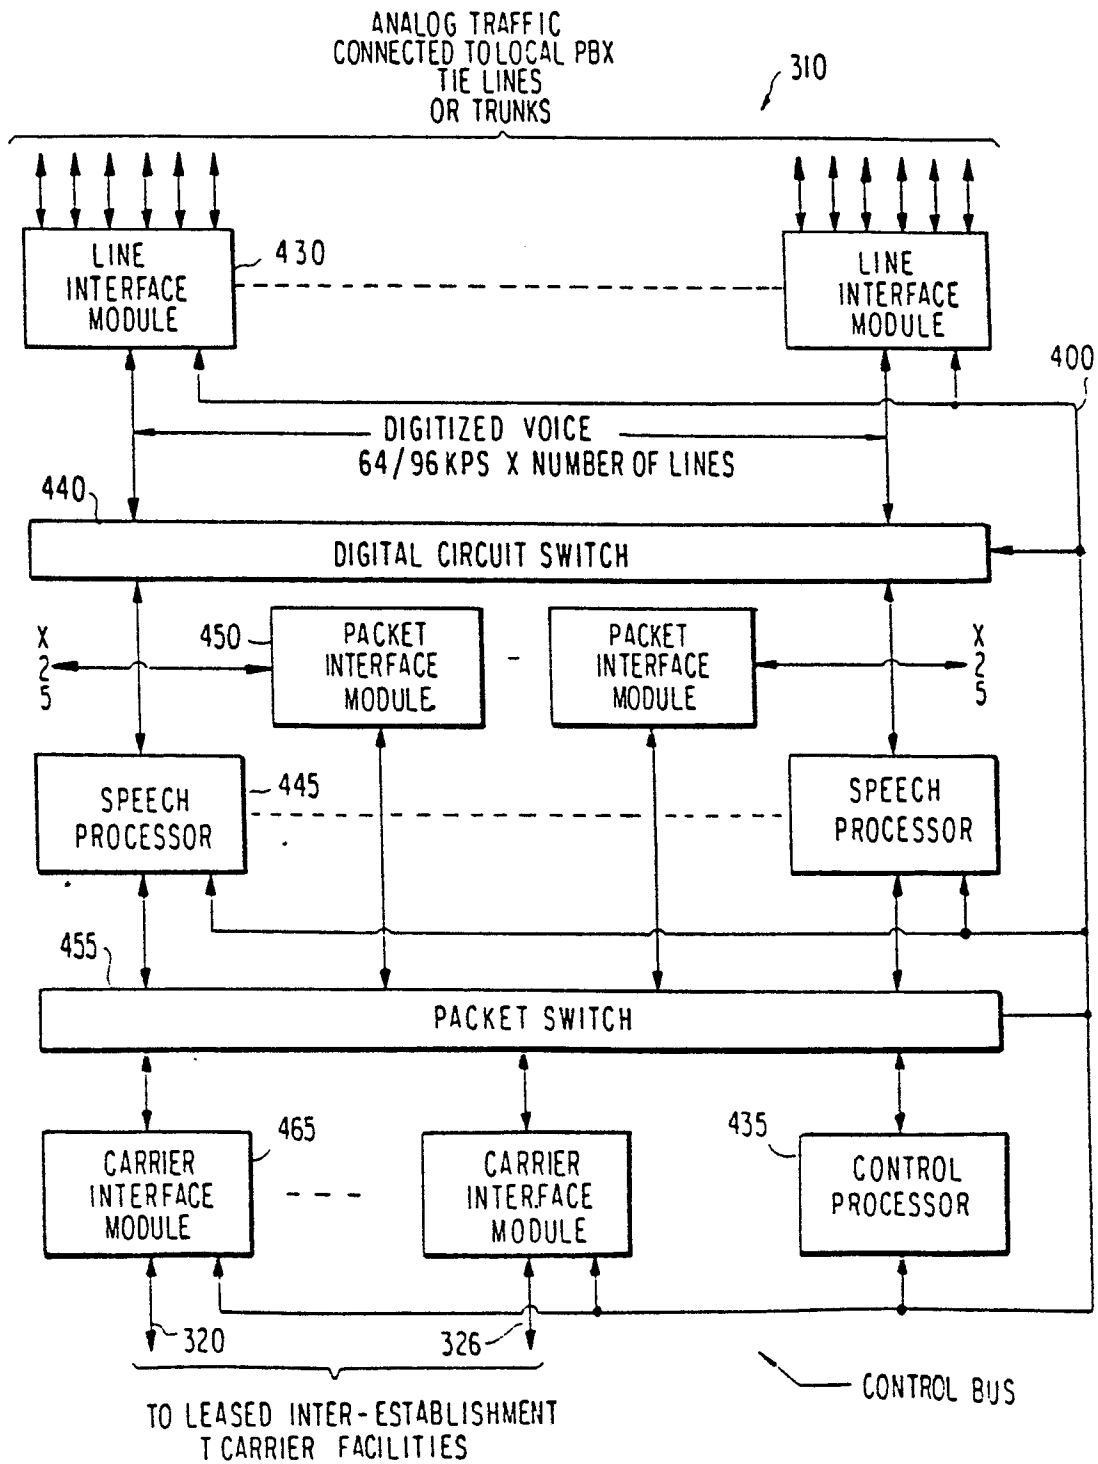 ANALOG TRAFFIC
CONNECTED TO LOCAL PBX
TIE LINES
OR TRUNKS
310
LINE
INTERFACE
MODULE
430
LINE
INTERFACE
MODULE
400
DIGITIZED VOICE
64/96 KPS X NUMBER OF LINES
440
DIGITAL CIRCUIT SWITCH
X
2
5
450
PACKET
INTERFACE
MODULE
PACKET
INTERFACE
MODULE
X
2
5
SPEECH
PROCESSOR
445
SPEECH
PROCESSOR
455
PACKET SWITCH
CARRIER
INTERFACE
MODULE
465
CARRIER
INTERFACE
MODULE
435
CONTROL
PROCESSOR
320
326
CONTROL BUS
TO LEASED INTER-ESTABLISHMENT
T CARRIER FACILITIES